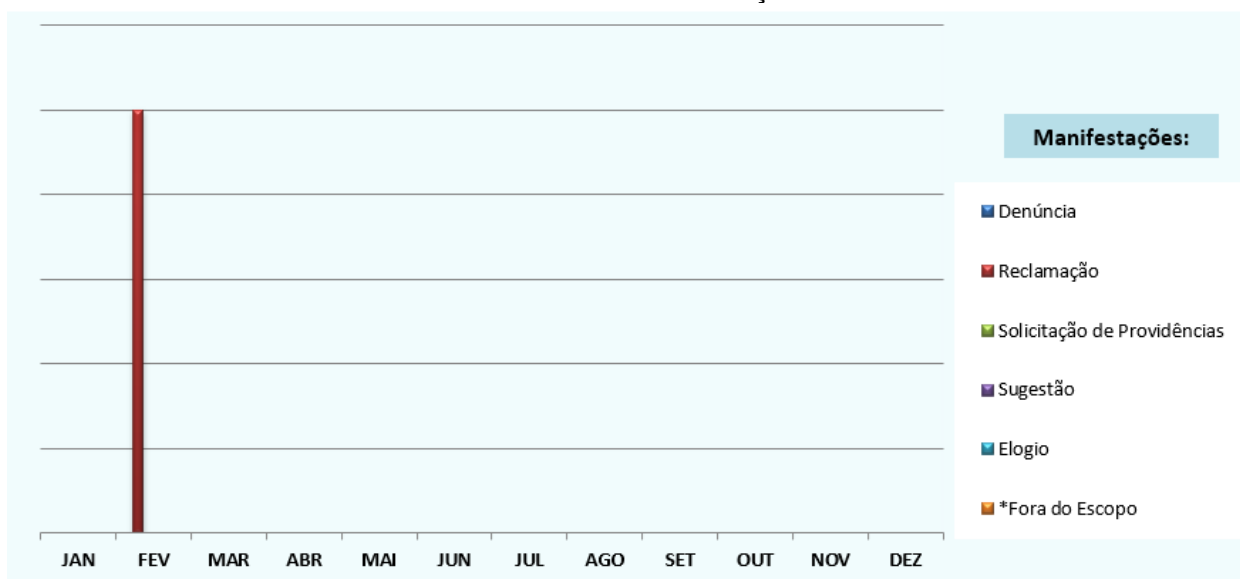 Manifestações:
Denúncia
Reclamação
Solicitação de Providências
Sugestão
Elogio
*Fora do Escopo
JAN FEV MAR ABR MAI JUN JUL AGO SET OUT NOV DEZ